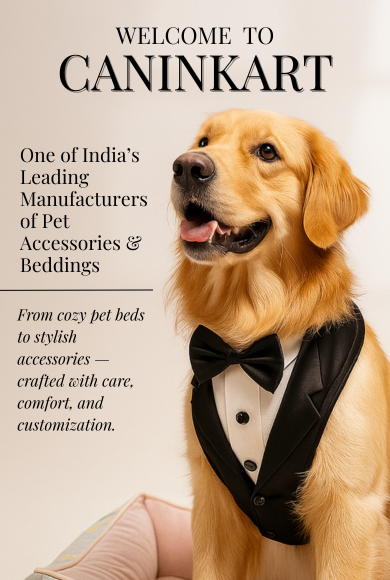 WELCOME TO
CANINKART
One of India's
Leading
Manufacturers
of Pet
Accessories &
Beddings
From cozy pet beds
to stylish
accessories —
crafted with care,
comfort, and
customization.